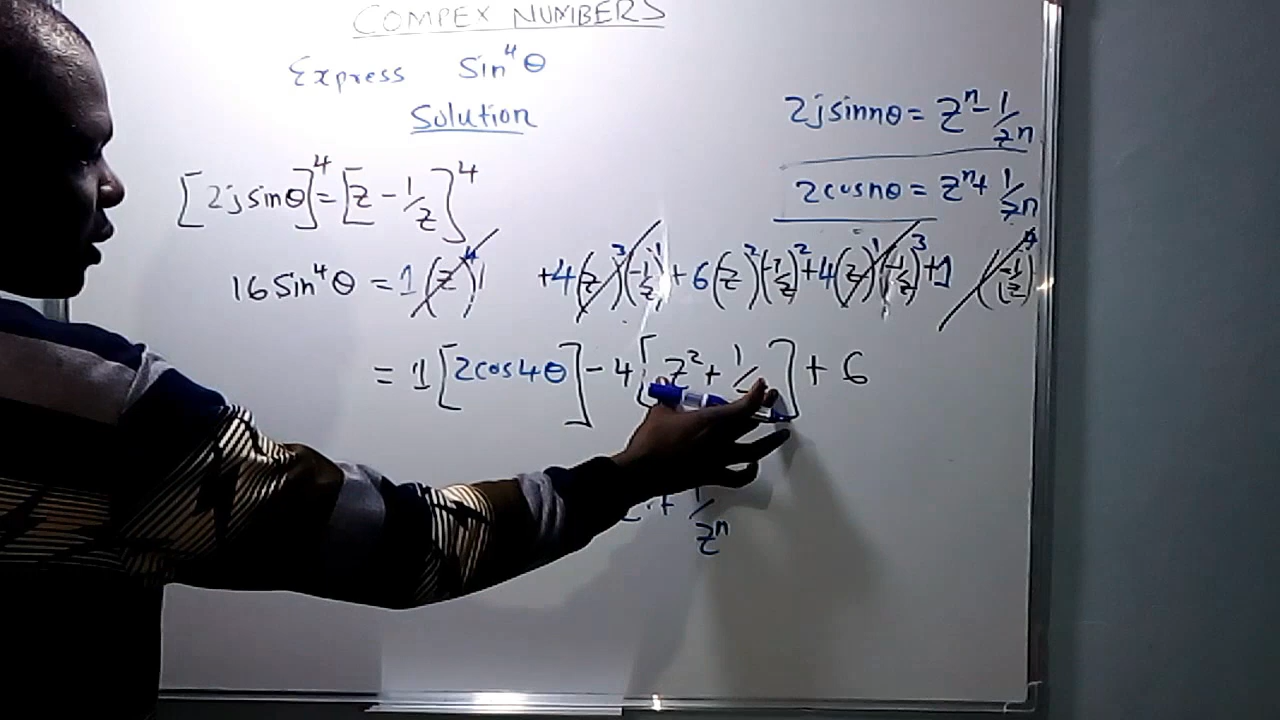 COMPEX NUMBERS
Express Sin⁴θ
Solution
2jsinnθ = Zⁿ - 1/zⁿ
2cosnθ = Zⁿ + 1/zⁿ
[2jsinθ]⁴ = [z - 1/z]⁴
16Sin⁴θ = 1(z)⁴ +4(z)³(-1/z)¹ + 6(z)²(-1/z)² + 4(z)¹(-1/z)³ + 1 (-1/z)⁴
= 1[2cos4θ] - 4[z² + 1/] + 6
+ 1/zⁿ